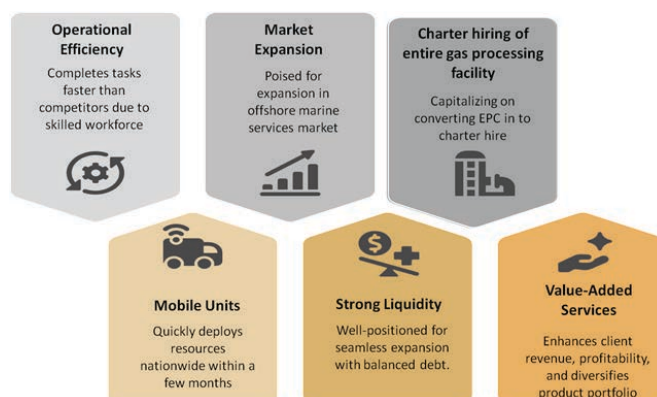 Operational
Efficiency
Completes tasks
faster than
competitors due to
skilled workforce
Market
Expansion
Poised for
expansion in
offshore marine
services market
Charter hiring of
entire gas processing
facility
Capitalizing on
converting EPC in to
charter hire
Mobile Units
Quickly deploys
resources
nationwide within a
few months
$
Strong Liquidity
Well-positioned for
seamless expansion
with balanced debt.
Value-Added
Services
Enhances client
revenue, profitability,
and diversifies
product portfolio